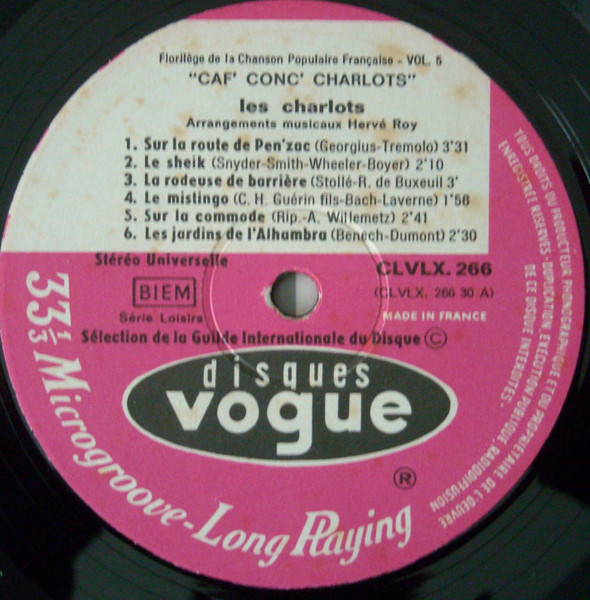 Florilège de la Chanson Populaire Française - VOL. 5
"CAF' CONC' CHARLOTS"
les charlots
Arrangements musicaux Hervé Roy
1. Sur la route de Pen'zac (Georgius-Tremolo) 3'31
2. Le sheik (Snyder-Smith-Wheeler-Boyer) 2'10
3. La rodeuse de barrière (Stollé-R. de Buxeuil) 3'
4. Le mislingo (C. H. Guérin fils-Bach-Laverne) 1'56
5. Sur la commode (Rip.-A. Willemetz) 2'41
6. Les jardins de l'Alhambra (Benech-Dumont) 2'30
Stéréo Universelle
BIEM
Série Loisirs
CLVLX. 266
(CLVLX. 266 30 A)
MADE IN FRANCE
Sélection de la Guilde Internationale du Disque ©
disques
vogue
®
33 1/3 Microgroove-Long Playing
TOUS DROITS DU PRODUCTEUR PHONOGRAPHIQUE ET DU PROPRIETAIRE DE L'OEUVRE
ENREGISTREE RESERVES - DUPLICATION, EXECUTION PUBLIQUE, RADIODIFFUSION
DE CE DISQUE INTERDITES -